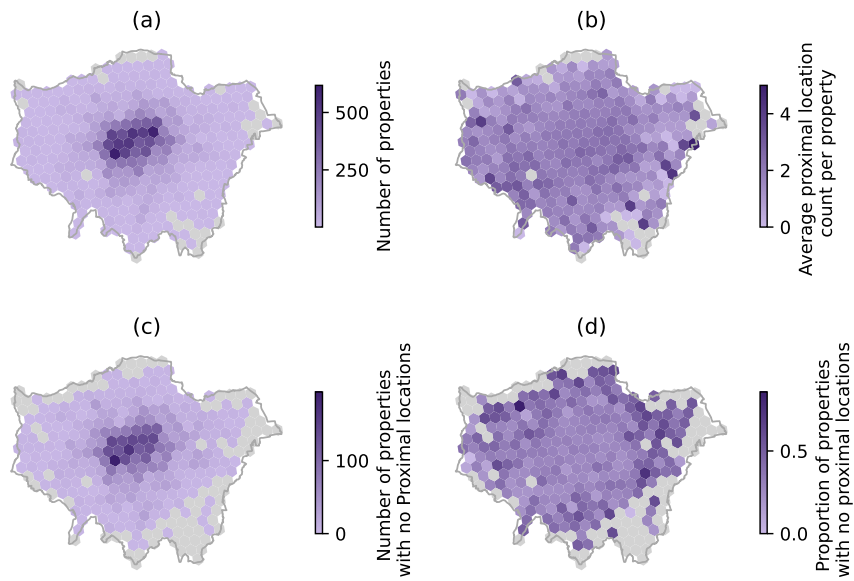 (a)
500
250
Number of properties
(b)
4
2
0
Average proximal location
count per property
(c)
100
0
Number of properties
with no Proximal locations
(d)
0.5
0.0
Proportion of properties
with no proximal locations